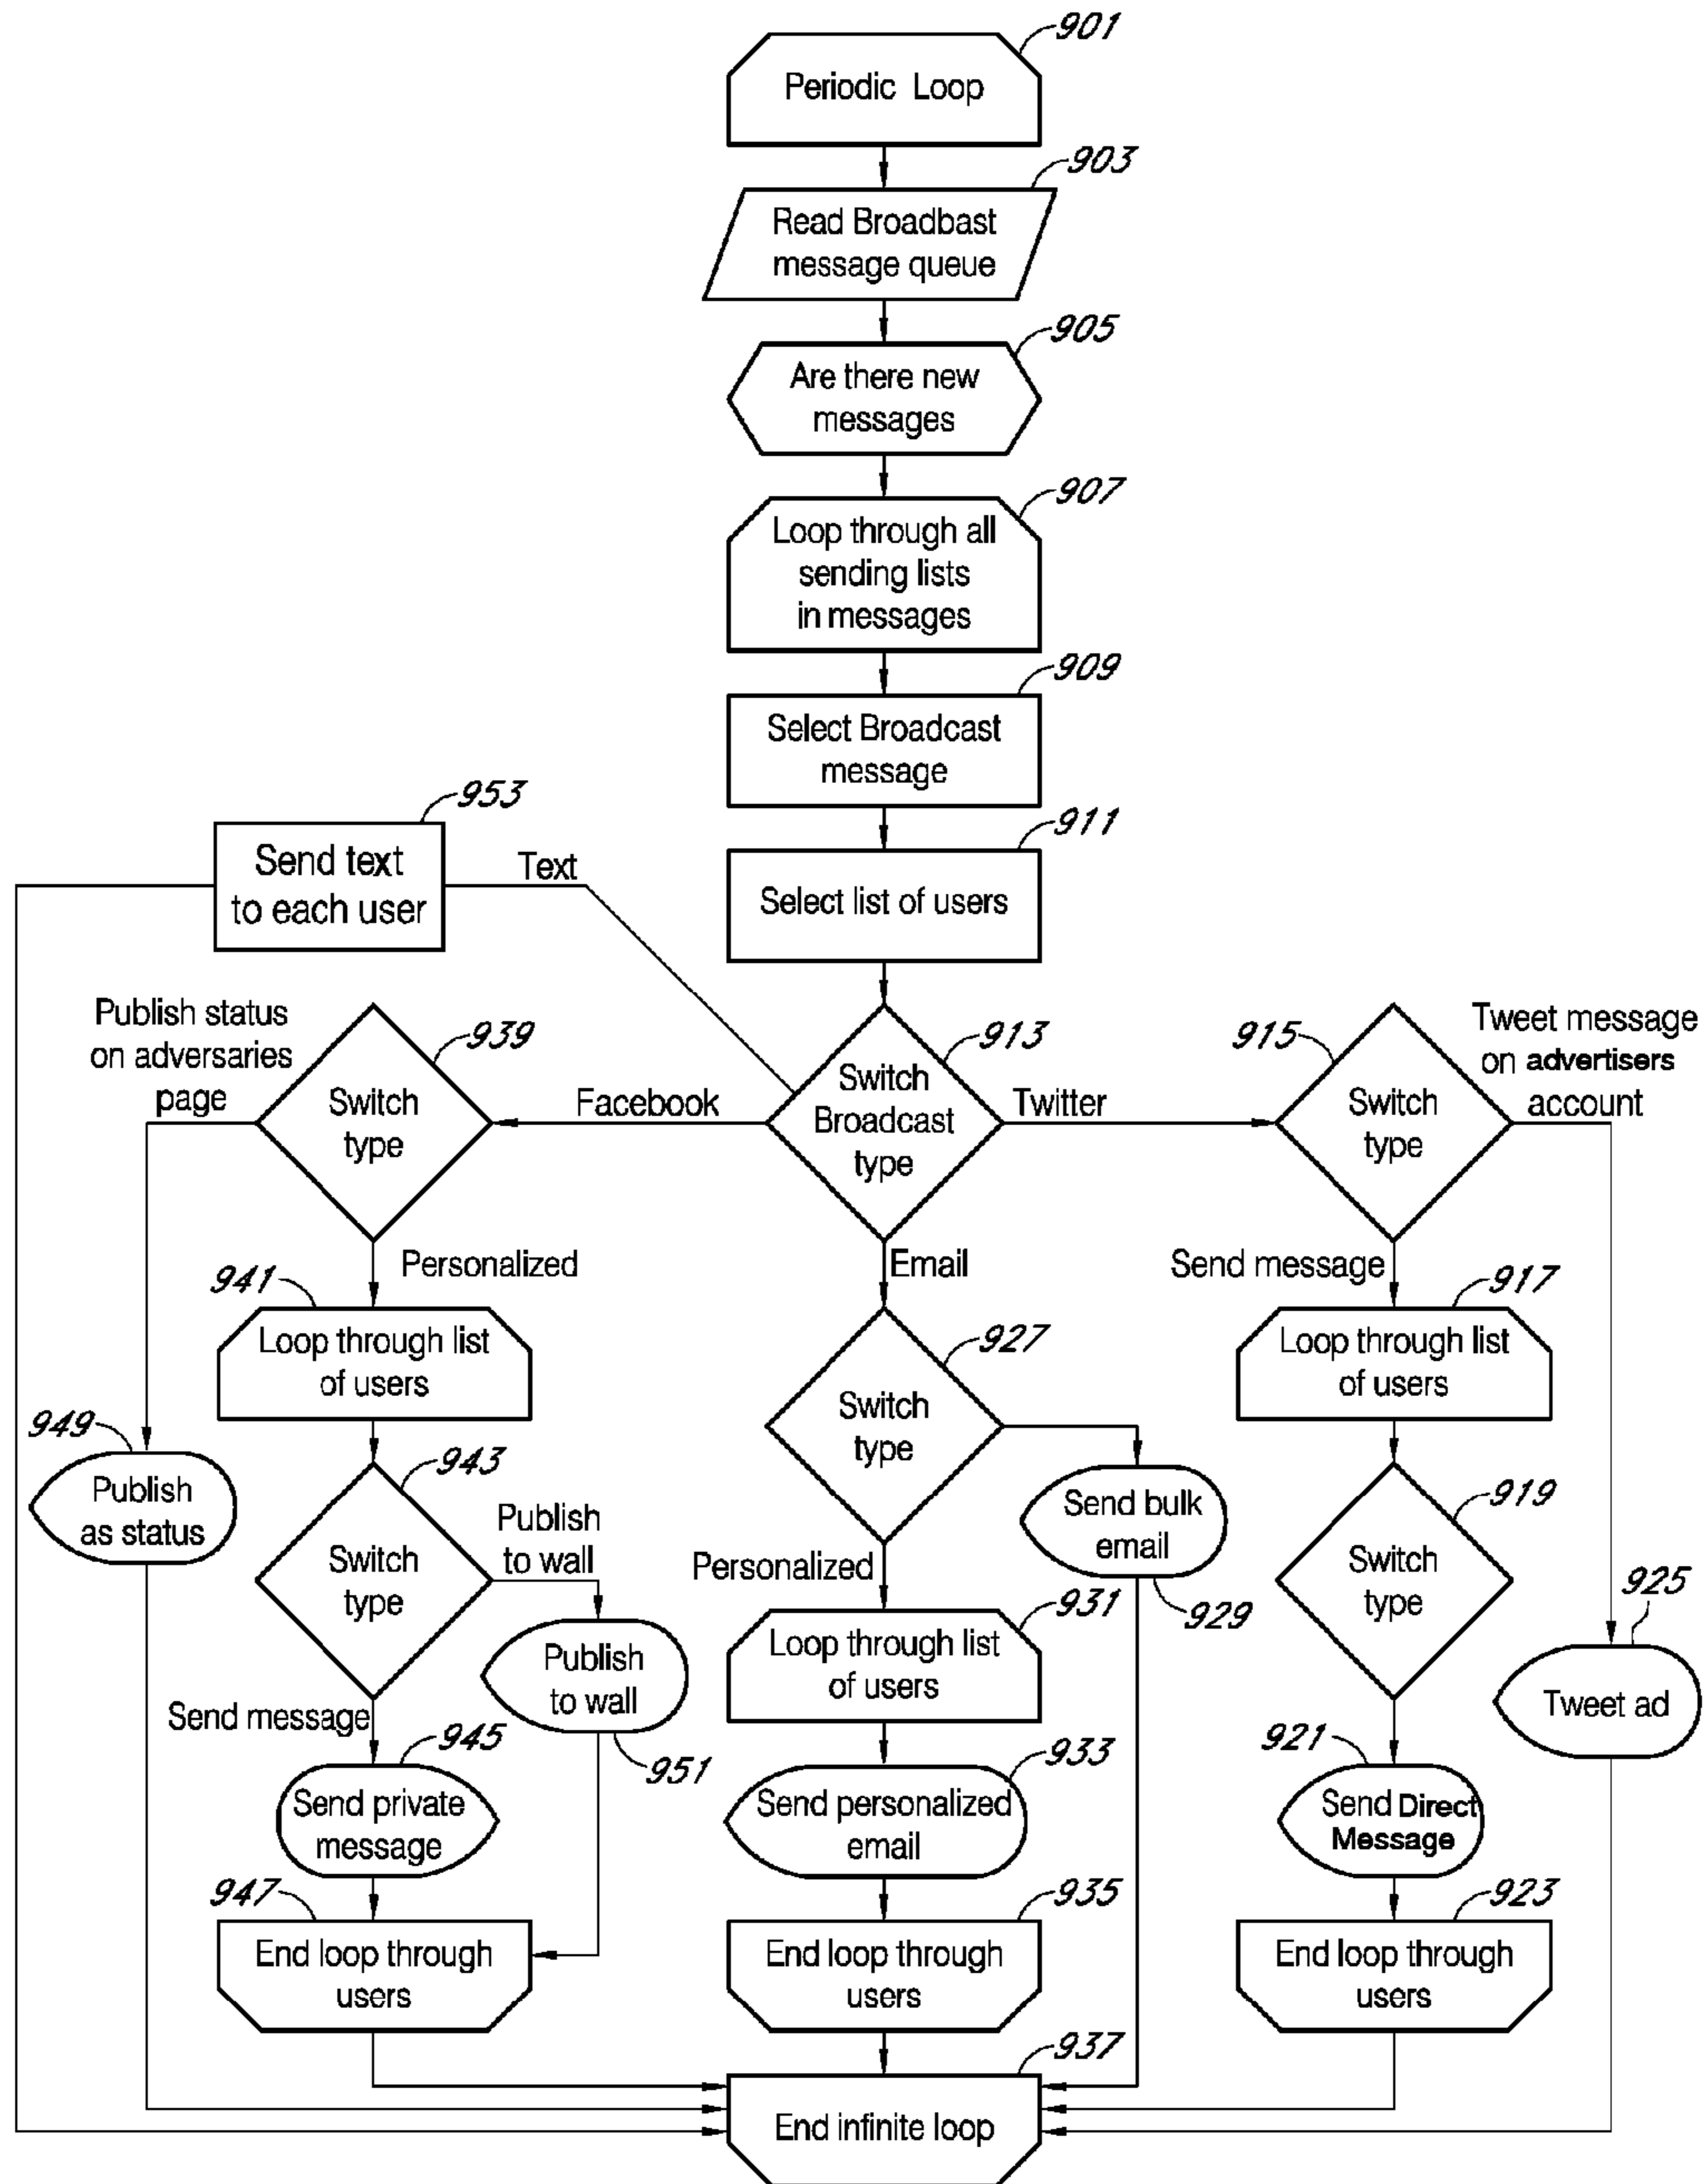 901
Periodic Loop
903
Read Broadbast
message queue
905
Are there new
messages
907
Loop through all
sending lists
in messages
909
Select Broadcast
message
953
Send text
to each user
Text
911
Select list of users
Publish status
on adversaries
page
939
Switch
type
Facebook
913
Switch
Broadcast
type
Twitter
915
Switch
type
Tweet message
on advertisers
account
Personalized
Email
Send message
941
Loop through list
of users
927
Switch
type
917
Loop through list
of users
949
Publish
as status
943
Switch
type
Publish
to wall
Send bulk
email
929
919
Switch
type
Personalized
931
Loop through list
of users
925
Tweet ad
Publish
to wall
951
Send message
945
Send private
message
933
Send personalized
email
921
Send Direct
Message
947
End loop through
users
935
End loop through
users
923
End loop through
users
937
End infinite loop